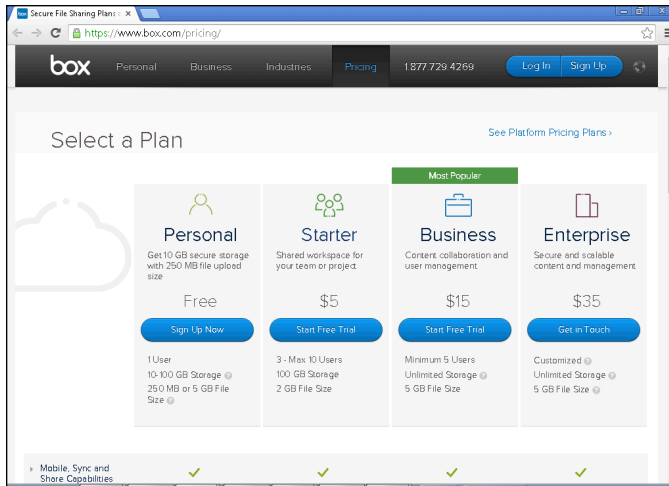 Secure File Sharing Plans
https://www.box.com/pricing/
box Personal Business Industries Pricing 1.877.729.4269 Log In Sign Up
Select a Plan
See Platform Pricing Plans ›
Most Popular
Personal
Get 10 GB secure storage
with 250 MB file upload
size
Free
Sign Up Now
1 User
10-100 GB Storage
250 MB or 5 GB File
Size
Starter
Shared workspace for
your team or project
$5
Start Free Trial
3 - Max 10 Users
100 GB Storage
2 GB File Size
Business
Content collaboration and
user management
$15
Start Free Trial
Minimum 5 Users
Unlimited Storage
5 GB File Size
Enterprise
Secure and scalable
content and management
$35
Get in Touch
Customized
Unlimited Storage
5 GB File Size
Mobile, Sync and
Share Capabilities